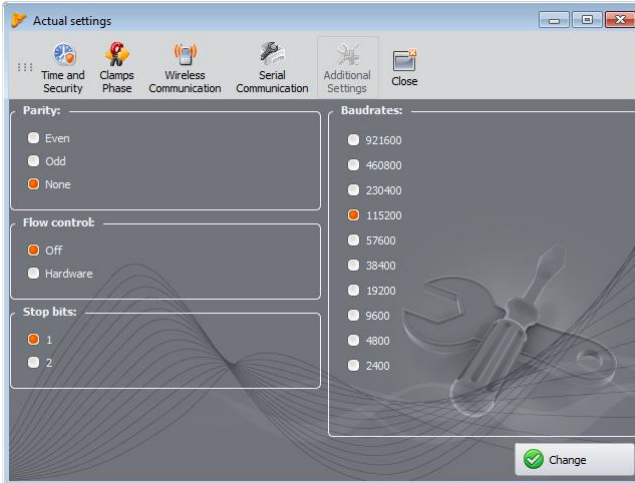 Actual settings
Time and
Security
Clamps
Phase
Wireless
Communication
Serial
Communication
Additional
Settings
Close
Parity:
Even
Odd
None
Flow control:
Off
Hardware
Stop bits:
1
2
Baudrates:
921600
460800
230400
115200
57600
38400
19200
9600
4800
2400
Change